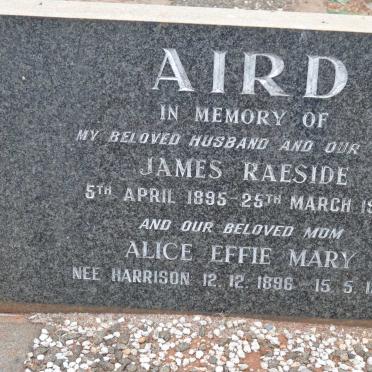 AIRD
IN MEMORY OF
MY BELOVED HUSBAND AND OUR
JAMES RAESIDE
5TH APRIL 1895-25TH MARCH
AND OUR BELOVED MOM
ALICE EFFIE MARY
NEE HARRISON 12.12.1896 - 15.5.